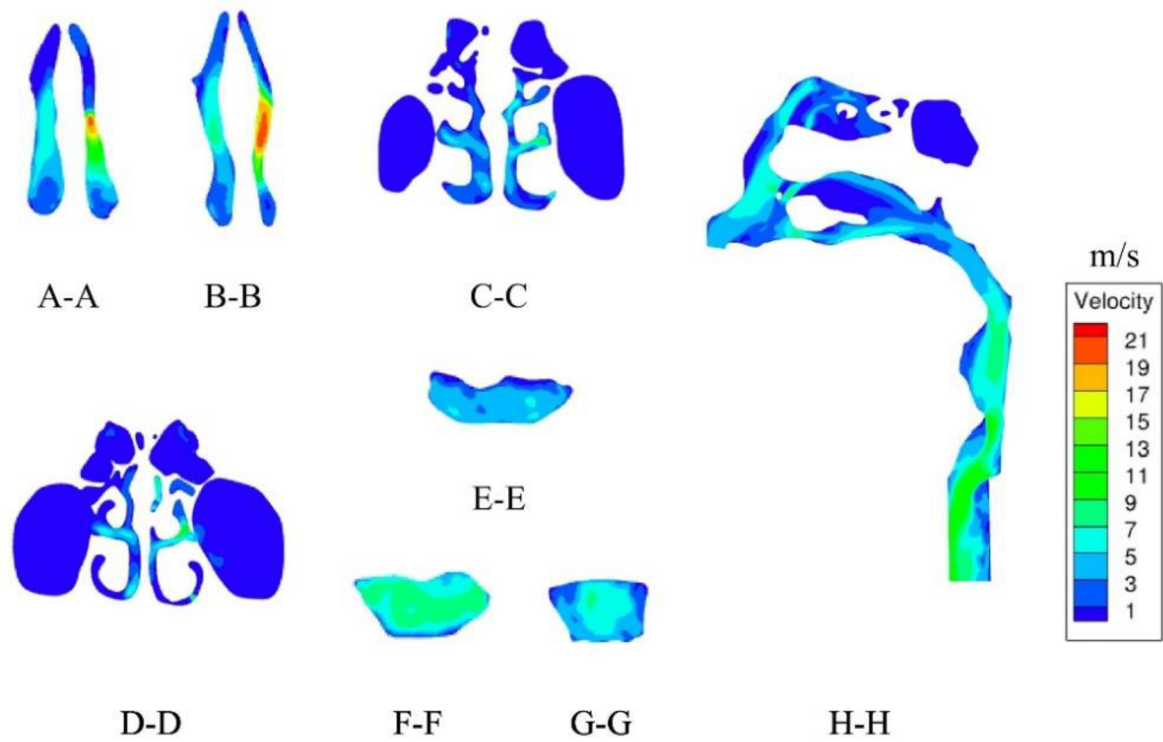 A-A
B-B
C-C
m/s
Velocity
21
19
17
15
13
11
9
7
5
3
1
E-E
D-D
F-F
G-G
H-H